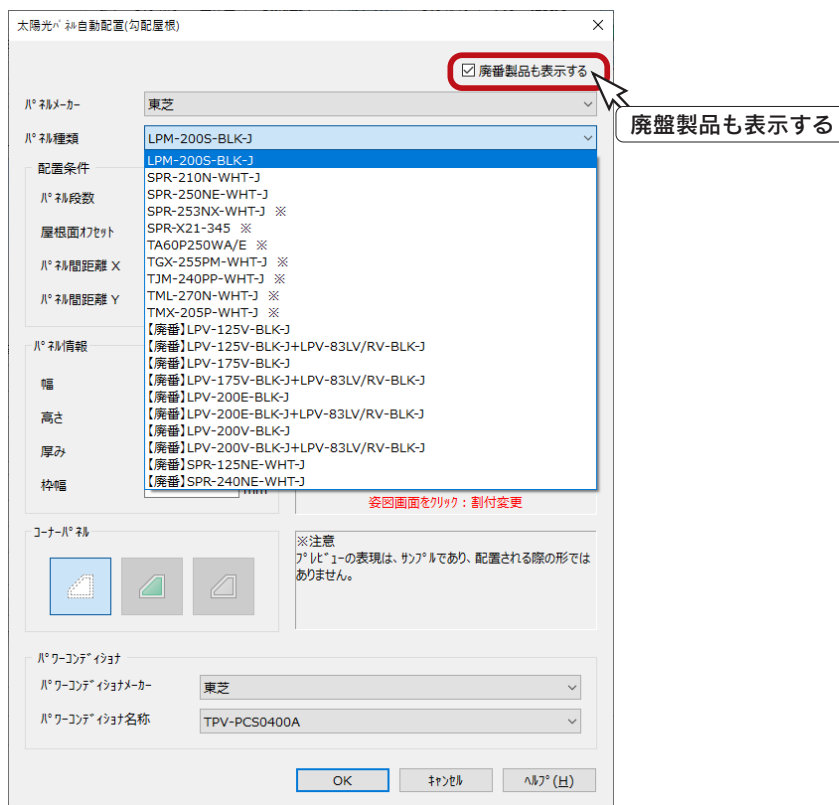 太陽光ﾊﾟﾈﾙ自動配置(勾配屋根)
廃番製品も表示する
廃盤製品も表示する
ﾊﾟﾈﾙﾒｰｶｰ
東芝
ﾊﾟﾈﾙ種類
LPM-200S-BLK-J
LPM-200S-BLK-J
SPR-210N-WHT-J
SPR-250NE-WHT-J
SPR-253NX-WHT-J ※
SPR-X21-345 ※
TA60P250WA/E ※
TGX-255PM-WHT-J ※
TJM-240PP-WHT-J ※
TML-270N-WHT-J ※
TMX-205P-WHT-J ※
【廃番】LPV-125V-BLK-J
【廃番】LPV-125V-BLK-J+LPV-83LV/RV-BLK-J
【廃番】LPV-175V-BLK-J
【廃番】LPV-175V-BLK-J+LPV-83LV/RV-BLK-J
【廃番】LPV-200E-BLK-J
【廃番】LPV-200E-BLK-J+LPV-83LV/RV-BLK-J
【廃番】LPV-200V-BLK-J
【廃番】LPV-200V-BLK-J+LPV-83LV/RV-BLK-J
【廃番】SPR-125NE-WHT-J
【廃番】SPR-240NE-WHT-J
配置条件
ﾊﾟﾈﾙ段数
屋根面ｵﾌｾｯﾄ
ﾊﾟﾈﾙ間距離 X
ﾊﾟﾈﾙ間距離 Y
ﾊﾟﾈﾙ情報
幅
高さ
厚み
枠幅
mm
姿図画面をｸﾘｯｸ：割付変更
ｺｰﾅｰﾊﾟﾈﾙ
※注意
ﾌﾟﾚﾋﾞｭｰの表現は、ｻﾝﾌﾟﾙであり、配置される際の形では
ありません。
ﾊﾟﾜｰｺﾝﾃﾞｨｼｮﾅ
ﾊﾟﾜｰｺﾝﾃﾞｨｼｮﾅﾒｰｶｰ
東芝
ﾊﾟﾜｰｺﾝﾃﾞｨｼｮﾅ名称
TPV-PCS0400A
OK
ｷｬﾝｾﾙ
ﾍﾙﾌﾟ(H)